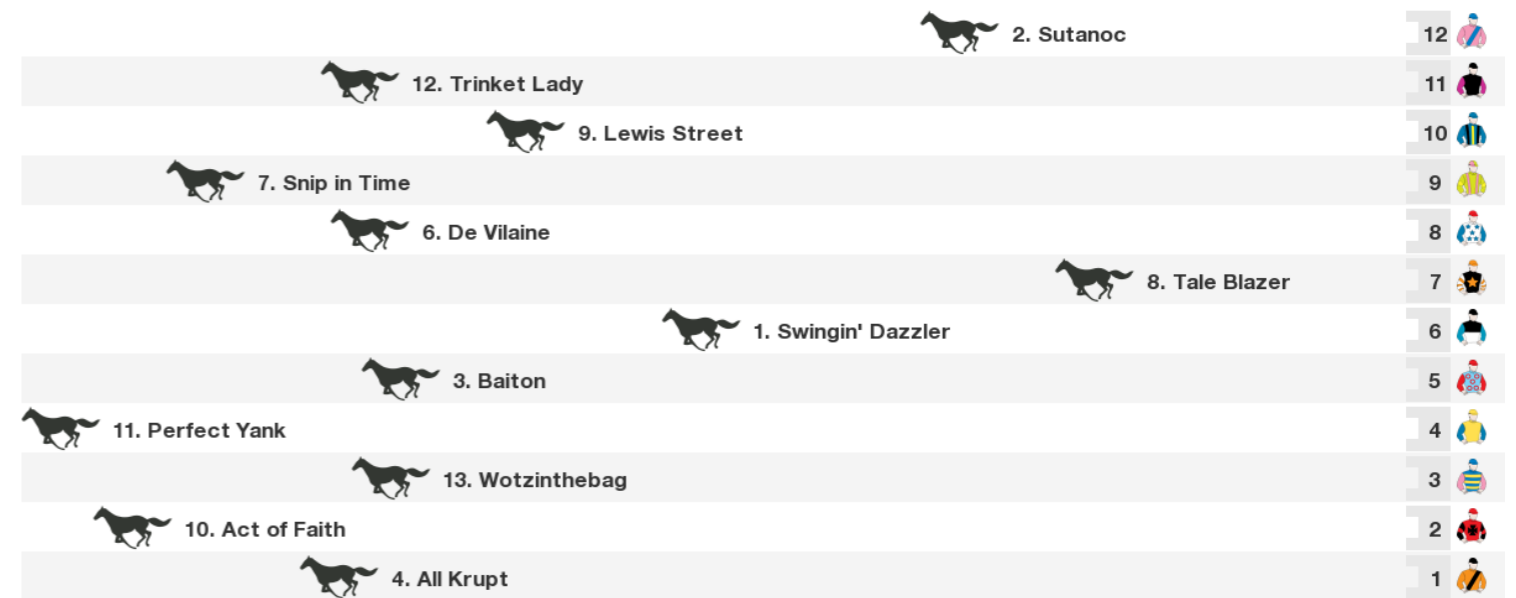 2. Sutanoc 12
12. Trinket Lady 11
9. Lewis Street 10
7. Snip in Time 9
6. De Vilaine 8
8. Tale Blazer 7
1. Swingin' Dazzler 6
3. Baiton 5
11. Perfect Yank 4
13. Wotzinthebag 3
10. Act of Faith 2
4. All Krupt 1